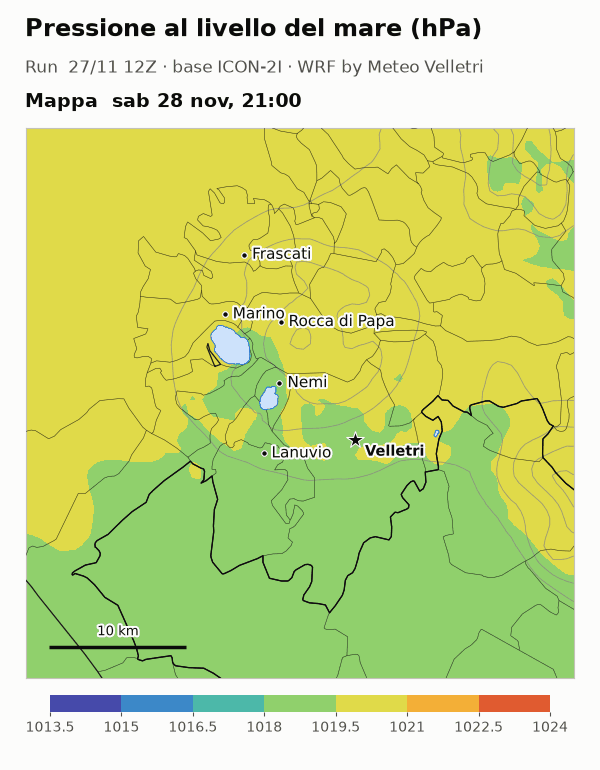 Pressione al livello del mare (hPa)
Run  27/11 12Z · base ICON-2I · WRF by Meteo Velletri
Mappa  sab 28 nov, 21:00
Frascati
Marino
Rocca di Papa
Nemi
Velletri
Lanuvio
10 km
1013.5 1015 1016.5 1018 1019.5 1021 1022.5 1024